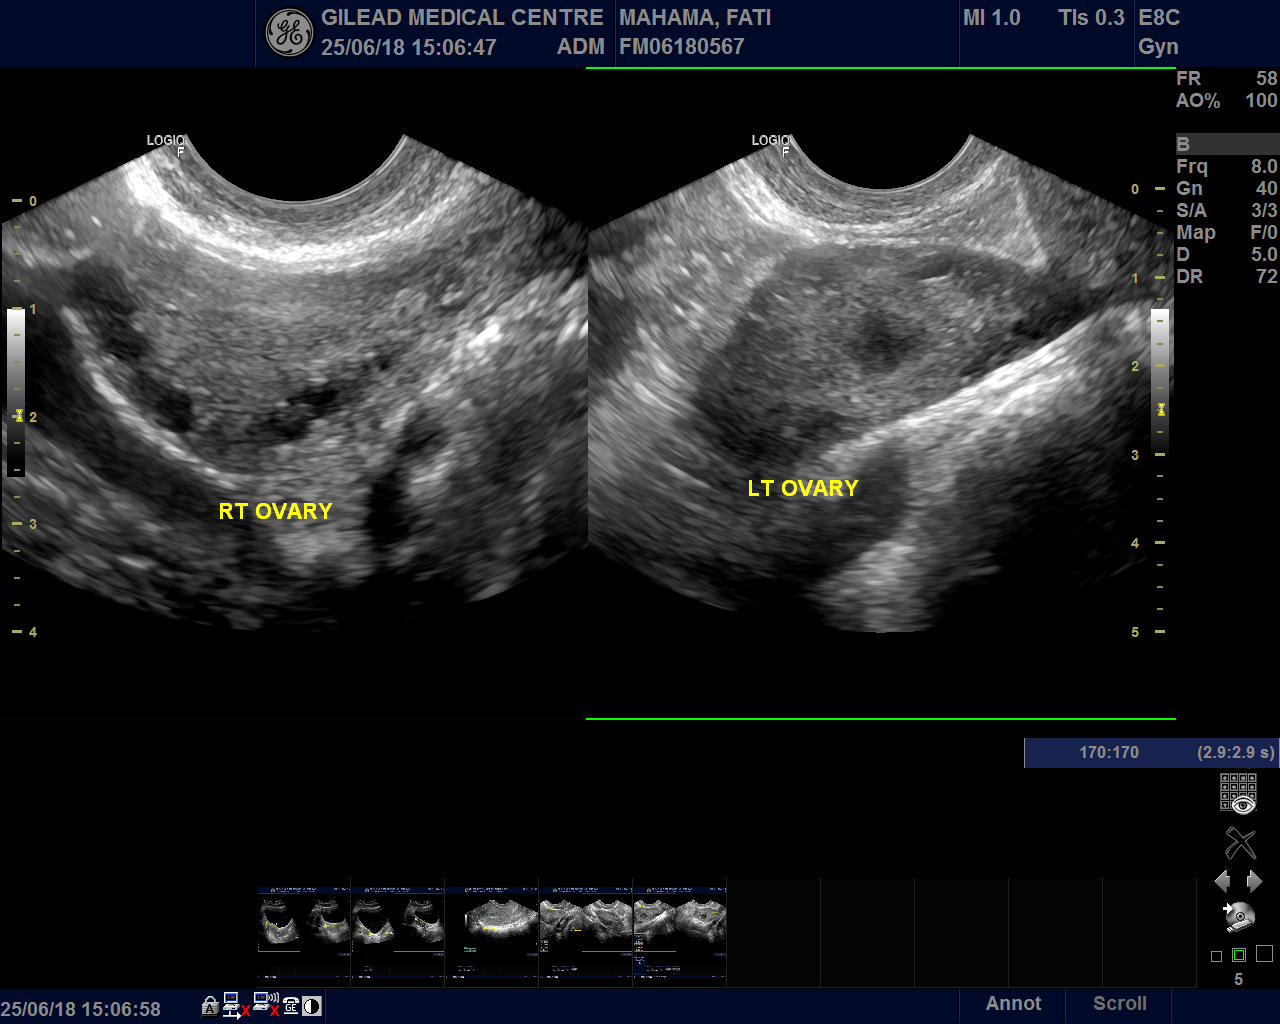 GILEAD MEDICAL CENTRE
25/06/18 15:06:47 ADM
MAHAMA, FATI
FM06180567
MI 1.0 TIs 0.3
E8C
Gyn
FR 58
AO% 100
B
Frq 8.0
Gn 40
S/A 3/3
Map F/0
D 5.0
DR 72
LOGIQ
F
0
1
2
3
4
RT OVARY
LOGIQ
F
0
1
2
3
4
5
LT OVARY
170:170 (2.9:2.9 s)
5
25/06/18 15:06:58
Annot
Scroll